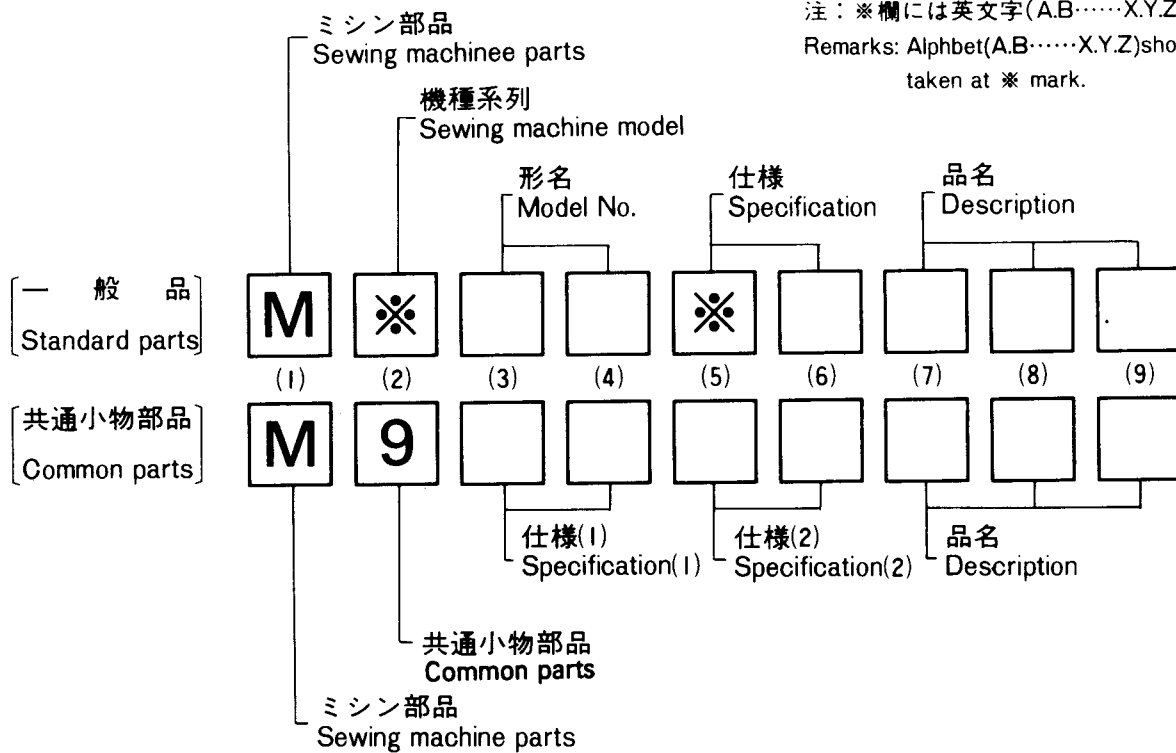 注：※欄には英文字(A.B……X.Y.Z
Remarks: Alphbet(A.B……X.Y.Z)sho
taken at ※ mark.
ミシン部品
Sewing machinee parts
機種系列
Sewing machine model
形名
Model No.
仕様
Specification
品名
Description
一般品
Standard parts
M ※ ※
(1) (2) (3) (4) (5) (6) (7) (8) (9)
共通小物部品
Common parts
M 9
仕様(1)
Specification(1)
仕様(2)
Specification(2)
品名
Description
共通小物部品
Common parts
ミシン部品
Sewing machine parts